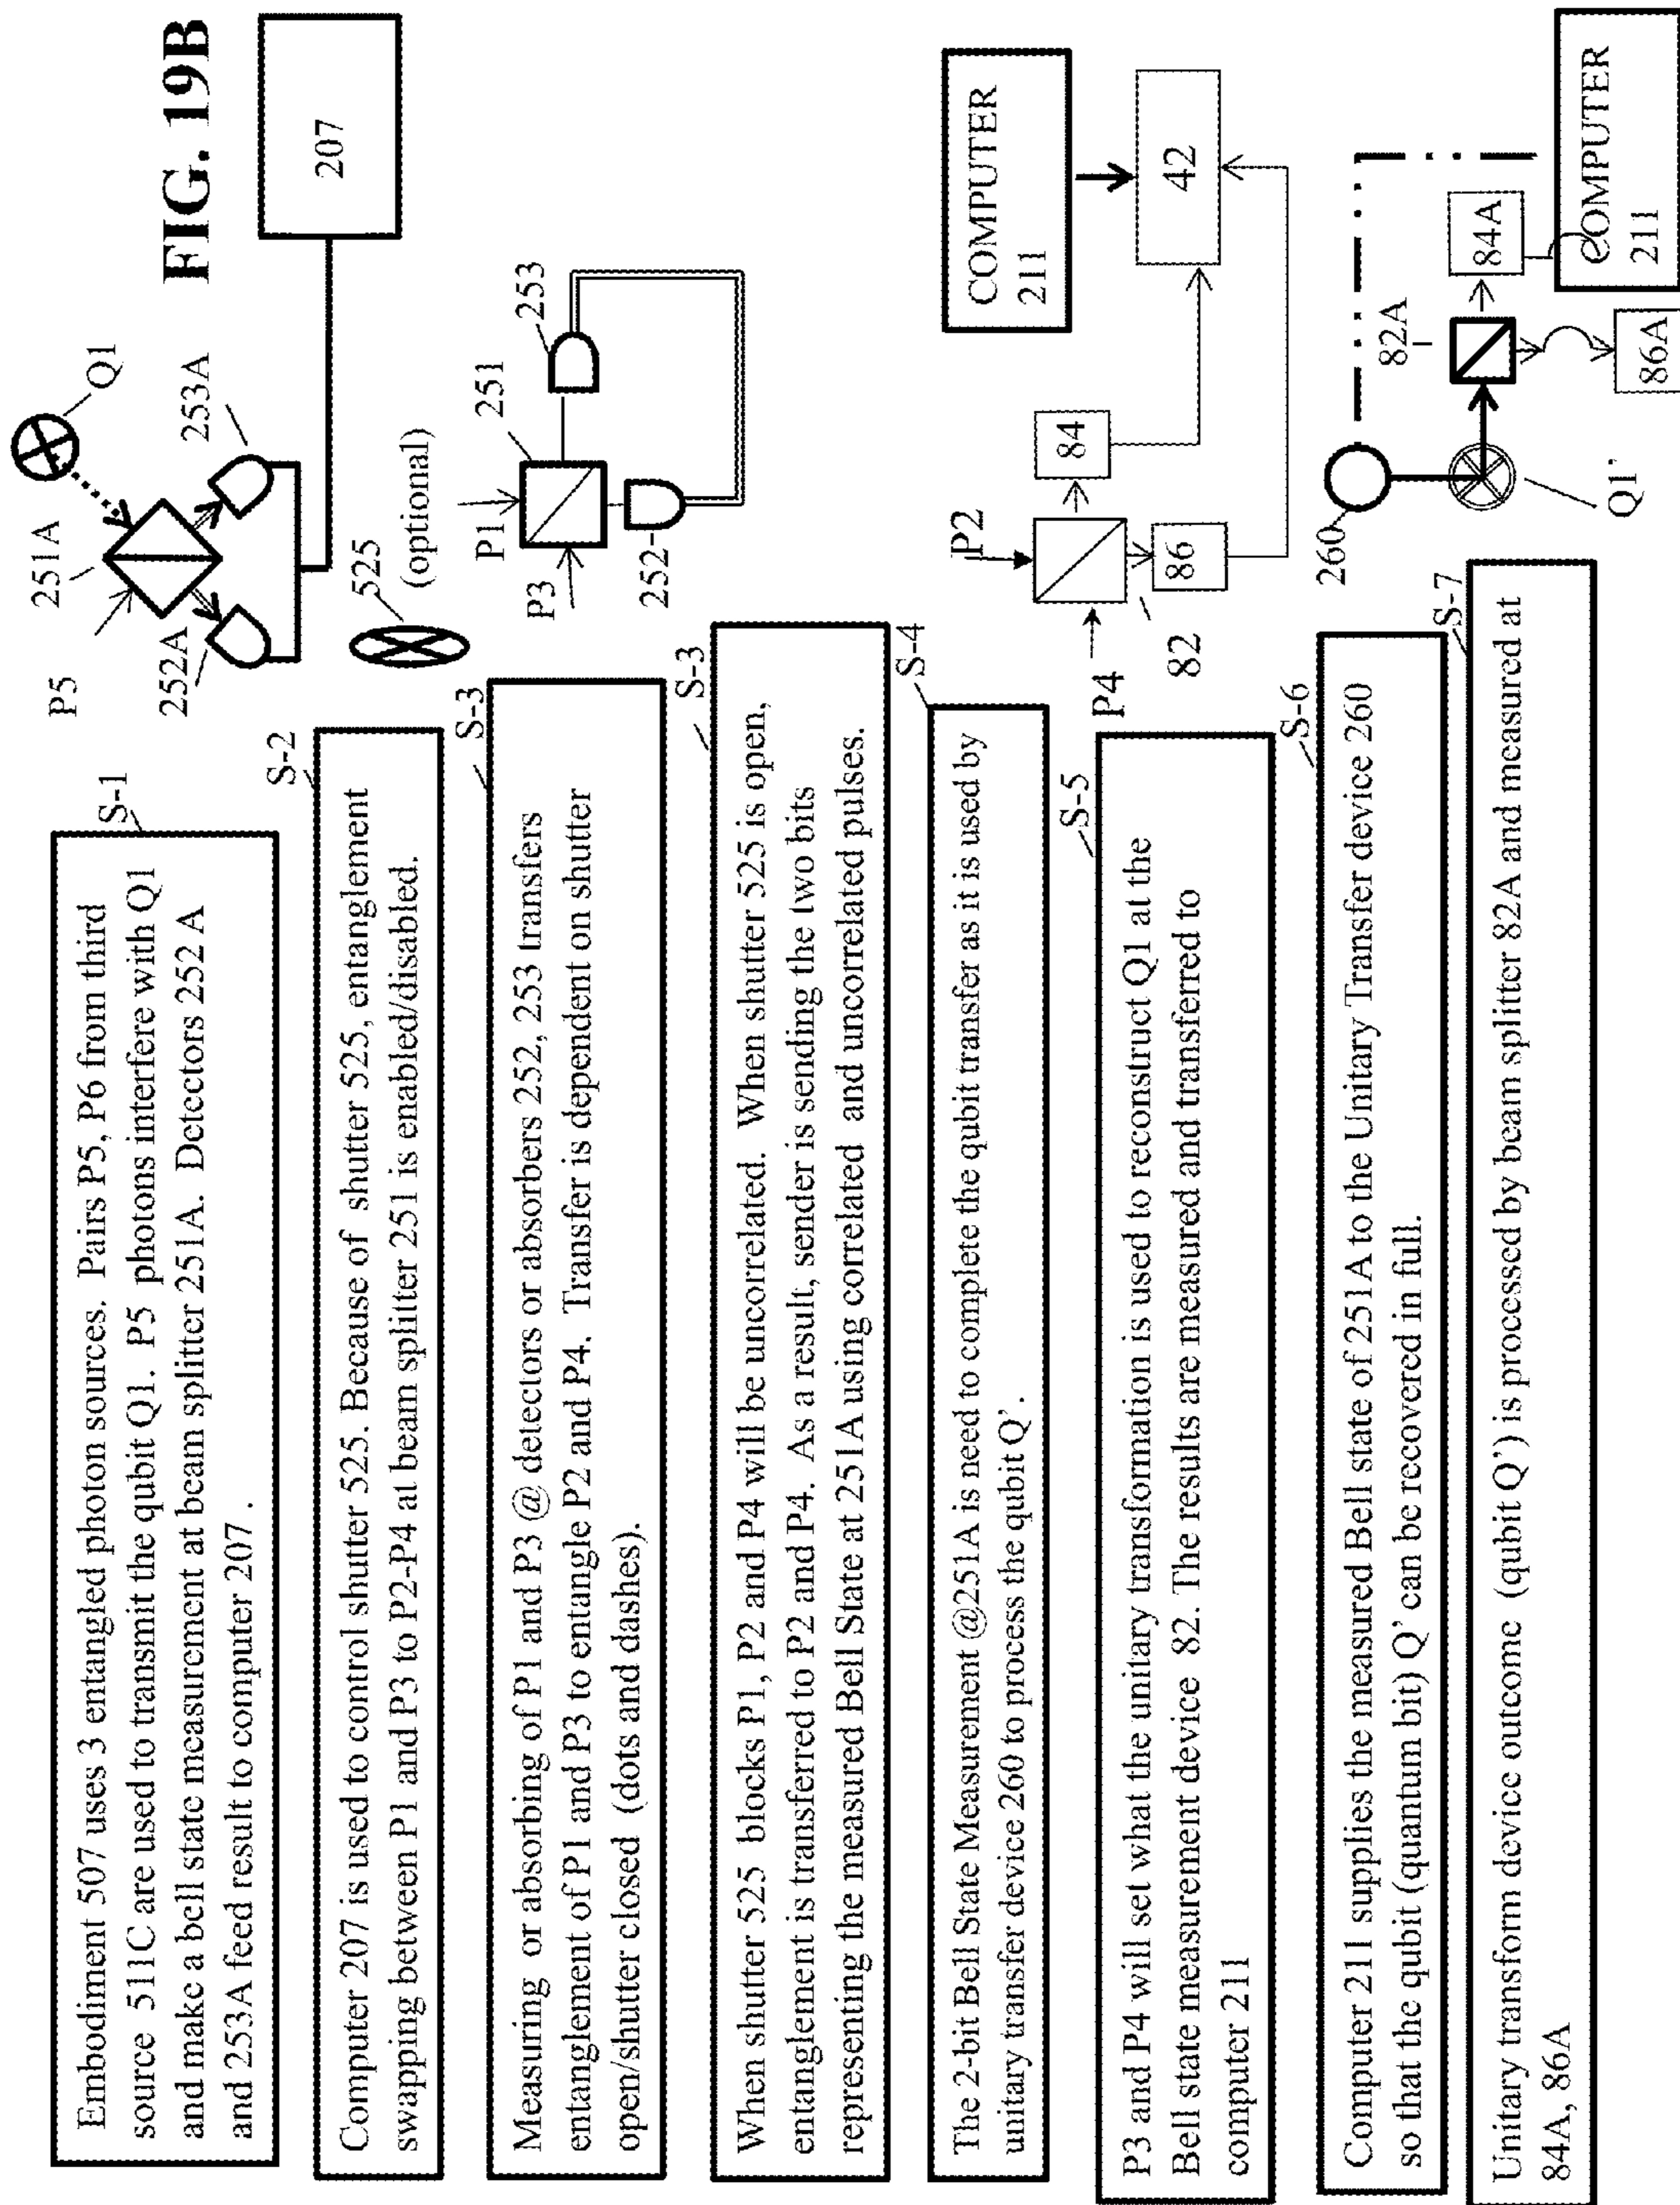 FIG. 19B
Embodiment 507 uses 3 entangled photon sources. Pairs P5, P6 from third
source 511C are used to transmit the qubit Q1. P5 photons interfere with Q1
and make a bell state measurement at beam splitter 251A. Detectors 252 A
and 253A feed result to computer 207 .
S-1
P5
251A
Q1
252A
253A
207
Computer 207 is used to control shutter 525. Because of shutter 525, entanglement
swapping between P1 and P3 to P2-P4 at beam splitter 251 is enabled/disabled.
S-2
525
(optional)
Measuring or absorbing of P1 and P3 @ detectors or absorbers 252, 253 transfers
entanglement of P1 and P3 to entangle P2 and P4. Transfer is dependent on shutter
open/shutter closed (dots and dashes).
S-3
P3
P1
251
252
253
When shutter 525 blocks P1, P2 and P4 will be uncorrelated. When shutter 525 is open,
entanglement is transferred to P2 and P4. As a result, sender is sending the two bits
representing the measured Bell State at 251A using correlated and uncorrelated pulses.
S-3
The 2-bit Bell State Measurement @251A is need to complete the qubit transfer as it is used by
unitary transfer device 260 to process the qubit Q'.
S-4
P3 and P4 will set what the unitary transformation is used to reconstruct Q1 at the
Bell state measurement device 82. The results are measured and transferred to
computer 211
S-5
P4
P2
82
84
86
COMPUTER
211
42
Computer 211 supplies the measured Bell state of 251A to the Unitary Transfer device 260
so that the qubit (quantum bit) Q' can be recovered in full.
S-6
Unitary transform device outcome (qubit Q') is processed by beam splitter 82A and measured at
84A, 86A
S-7
260
Q1'
82A
84A
86A
COMPUTER
211